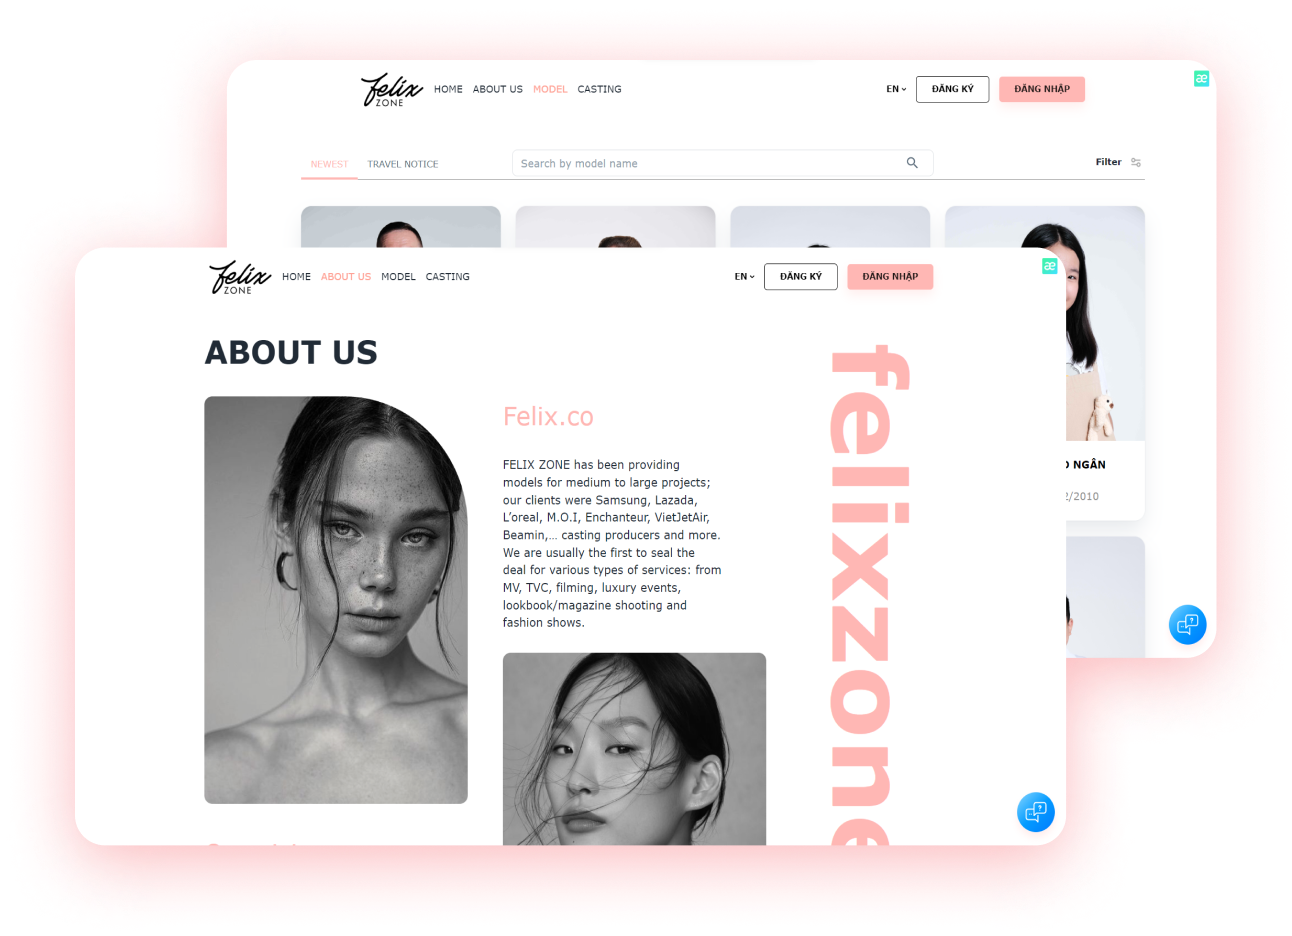 felix
ZONE
HOME ABOUT US MODEL CASTING
EN
ĐĂNG KÝ
ĐĂNG NHẬP
æ
NEWEST
TRAVEL NOTICE
Search by model name
Filter
NGÂN
/2010
felix
ZONE
HOME ABOUT US MODEL CASTING
EN
ĐĂNG KÝ
ĐĂNG NHẬP
æ
ABOUT US
Felix.co
FELIX ZONE has been providing
models for medium to large projects;
our clients were Samsung, Lazada,
L'oreal, M.O.I, Enchanteur, VietJetAir,
Beamin,... casting producers and more.
We are usually the first to seal the
deal for various types of services: from
MV, TVC, filming, luxury events,
lookbook/magazine shooting and
fashion shows.
felixzone